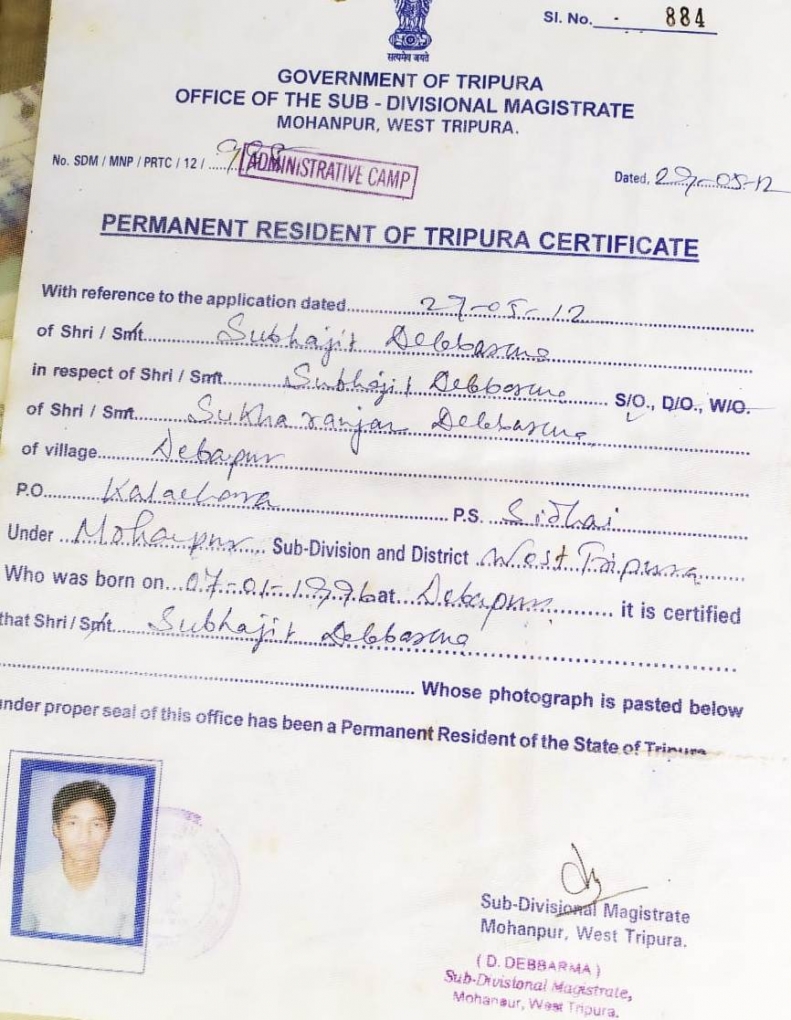 Sl. No. - 884
सत्यमेव जयते
GOVERNMENT OF TRIPURA
OFFICE OF THE SUB - DIVISIONAL MAGISTRATE
MOHANPUR, WEST TRIPURA.
No. SDM / MNP / PRTC / 12 /
ADMINISTRATIVE CAMP
Dated, 29-05-12
PERMANENT RESIDENT OF TRIPURA CERTIFICATE
With reference to the application dated 27-05-12
of Shri / Smt. Subhajit Debbarma
in respect of Shri / Smt. Subhajit Debbarma S/O., D/O., W/O.
of Shri / Smt. Sukha ranjan Debbarma
of village Debapur
P.O. Kalachara P.S. Sidhai
Under Mohanpur Sub-Division and District West Tripura
Who was born on 07-01-1996 at Debapur it is certified
that Shri / Smt. Subhajit Debbarma
Whose photograph is pasted below
under proper seal of this office has been a Permanent Resident of the State of Tripura
Sub-Divisional Magistrate
Mohanpur, West Tripura.
( D. DEBBARMA )
Sub-Divisional Magistrate,
Mohanpur, West Tripura.